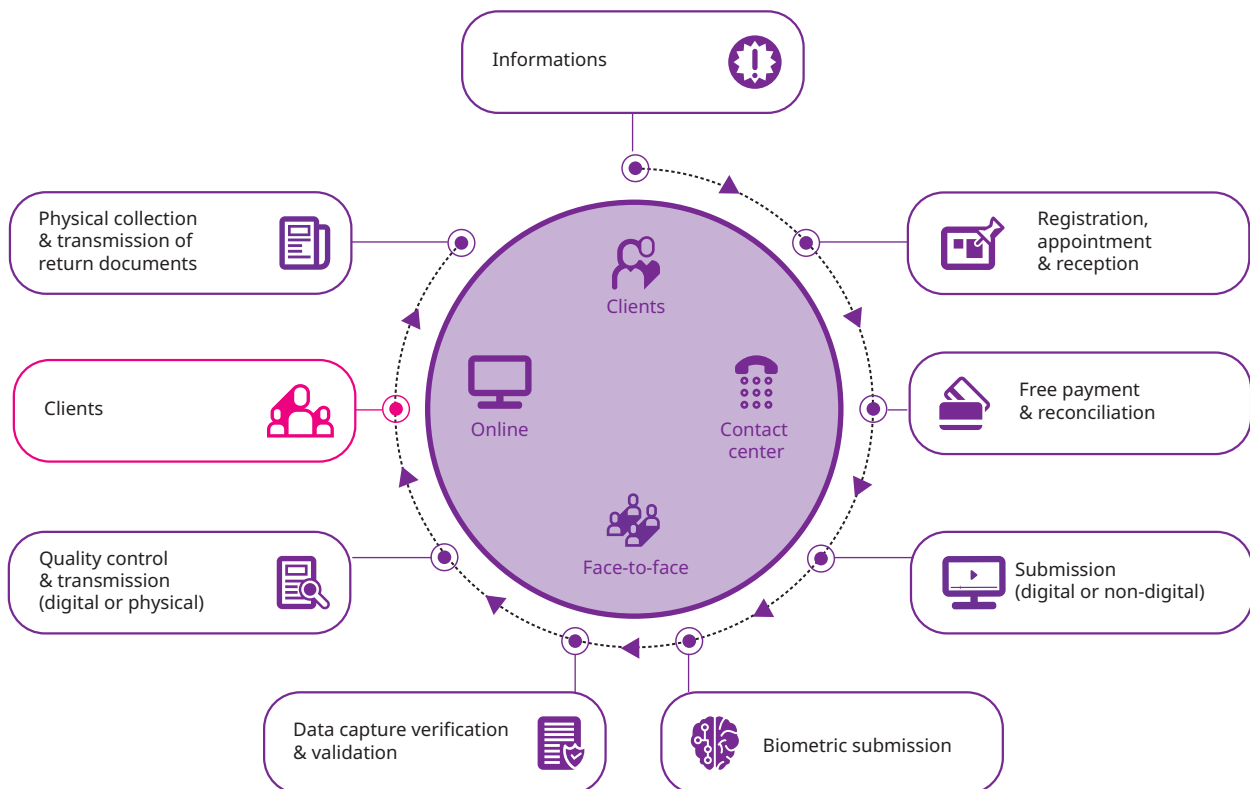 Informations
Registration,
appointment
& reception
Free payment
& reconciliation
Submission
(digital or non-digital)
Biometric submission
Data capture verification
& validation
Quality control
& transmission
(digital or physical)
Clients
Physical collection
& transmission of
return documents
Clients
Online
Contact
center
Face-to-face